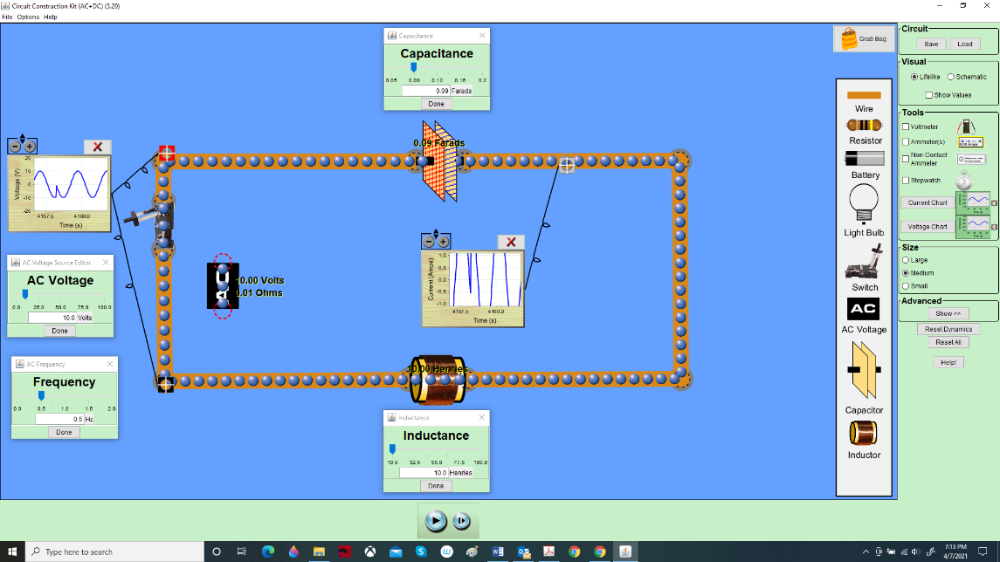 Circuit Construction Kit (AC+DC) (3.20)
File Options Help
Capacitance
Capacitance
0.05 0.09 0.12 0.16 0.2
0.09 Farads
Done
0.09 Farads
20
10
0
-10
-20
Voltage (V)
4157.5 4160.0
Time (s)
AC Voltage Source Editor
AC Voltage
0.0 25.0 50.0 75.0 100.0
10.0 Volts
Done
AC
10.00 Volts
0.01 Ohms
1.0
0.5
0.0
-0.5
-1.0
Current (Amps)
4157.5 4160.0
Time (s)
AC Frequency
Frequency
0.0 0.5 1.0 1.5 2.0
0.5 Hz
Done
10.00 Henries
Inductance
Inductance
10.0 32.5 55.0 77.5 100.0
10.0 Henries
Done
Grab Bag
Wire
Resistor
Battery
Light Bulb
Switch
AC
AC Voltage
Capacitor
Inductor
Circuit
Save Load
Visual
Lifelike Schematic
Show Values
Tools
Voltmeter
Ammeter(s)
Non-Contact
Ammeter
Stopwatch
Current Chart
Voltage Chart
Size
Large
Medium
Small
Advanced
Show >>
Reset Dynamics
Reset All
Help!
Type here to search
7:13 PM
4/7/2021